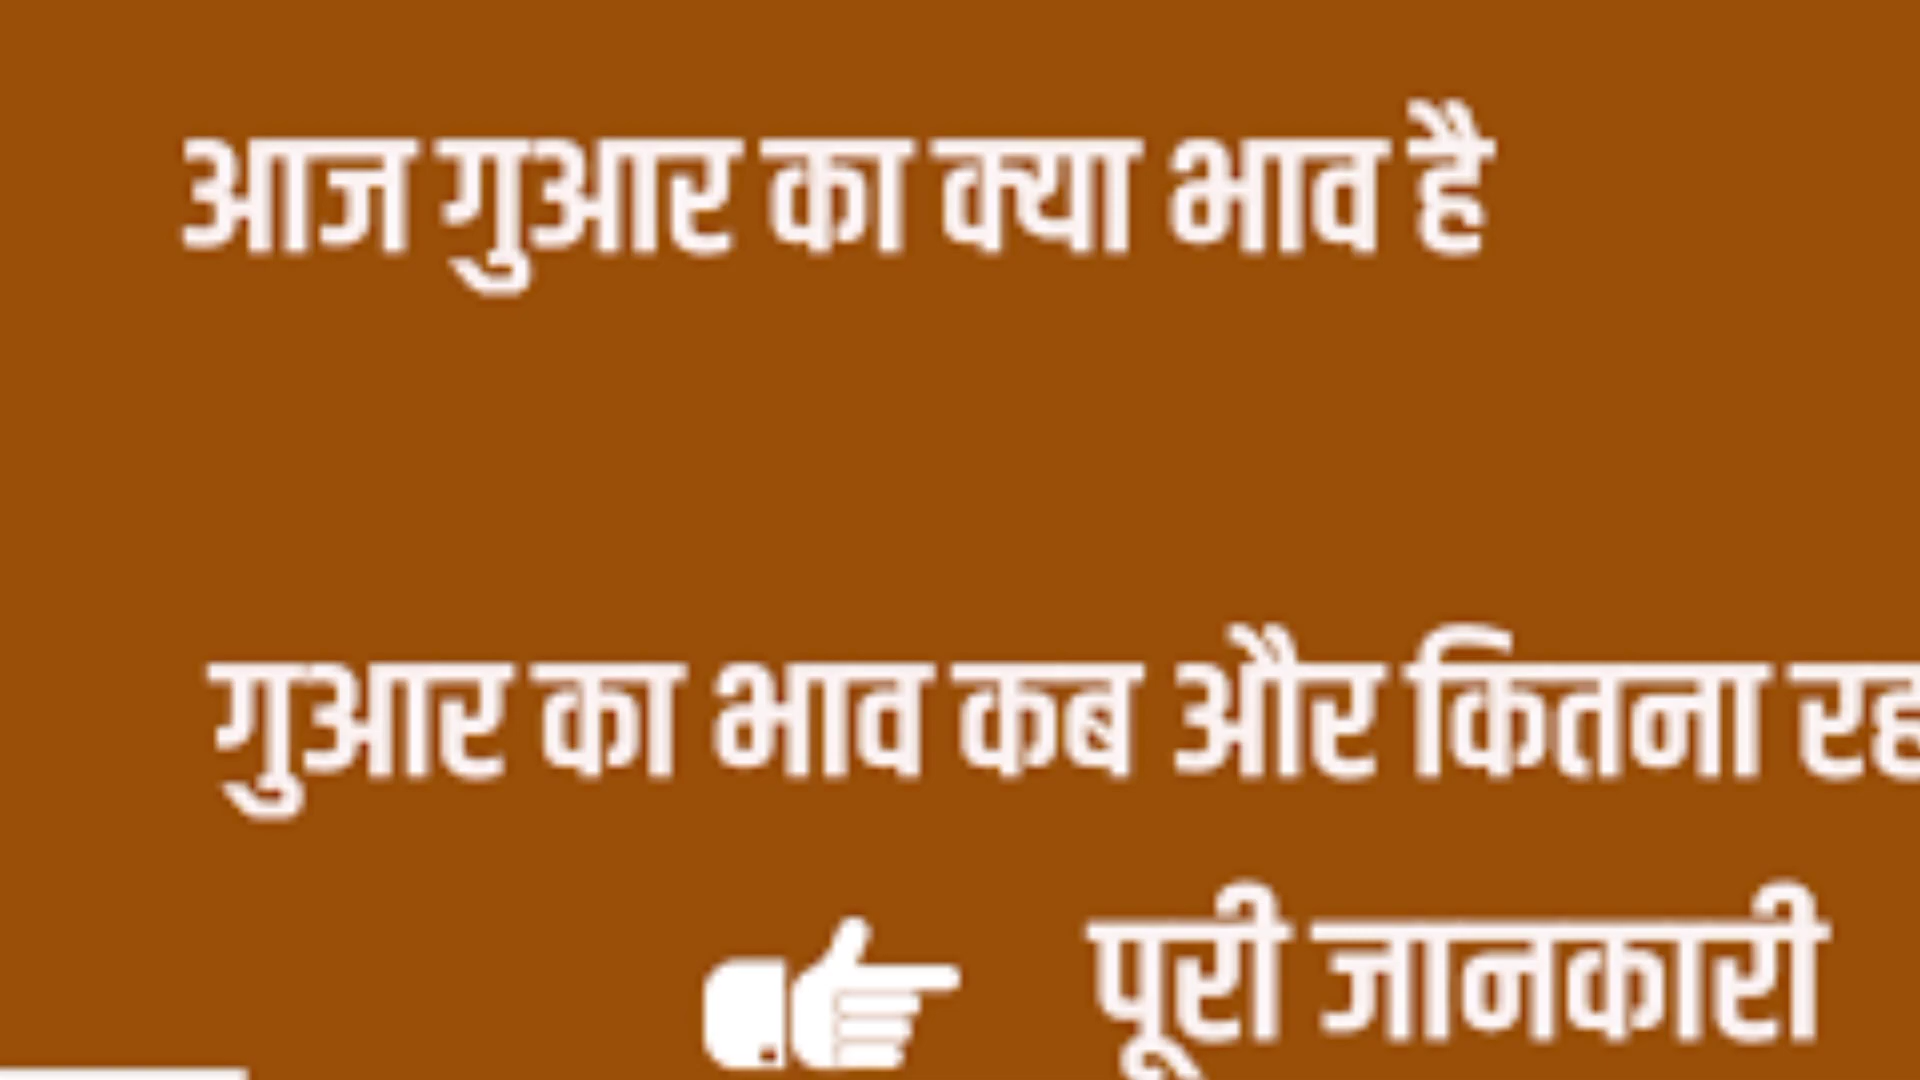 आज गुआर का क्या भाव है
गुआर का भाव कब और कितना
पूरी जानकारी